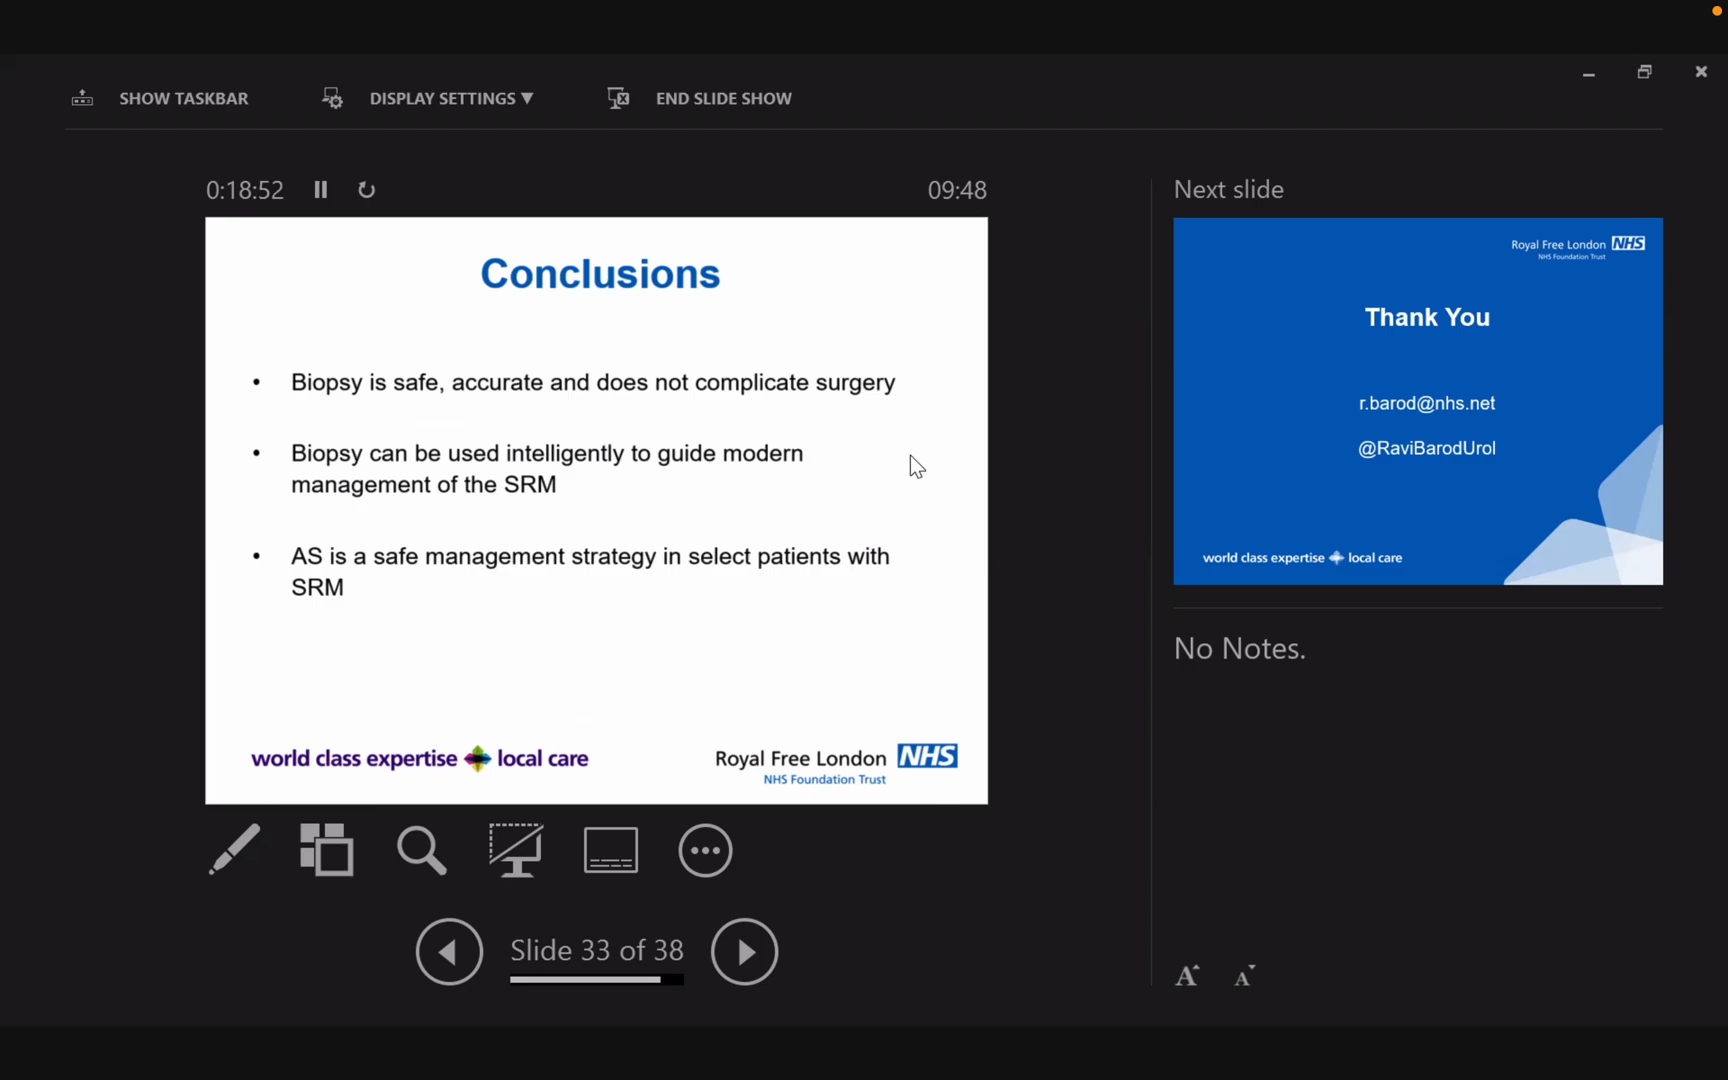 SHOW TASKBAR
DISPLAY SETTINGS ▼
END SLIDE SHOW
0:18:52
09:48
Conclusions
• Biopsy is safe, accurate and does not complicate surgery
• Biopsy can be used intelligently to guide modern
management of the SRM
• AS is a safe management strategy in select patients with
SRM
world class expertise local care
Royal Free London NHS
NHS Foundation Trust
Slide 33 of 38
Next slide
Royal Free London NHS
NHS Foundation Trust
Thank You
r.barod@nhs.net
@RaviBarodUrol
world class expertise local care
No Notes.
A A